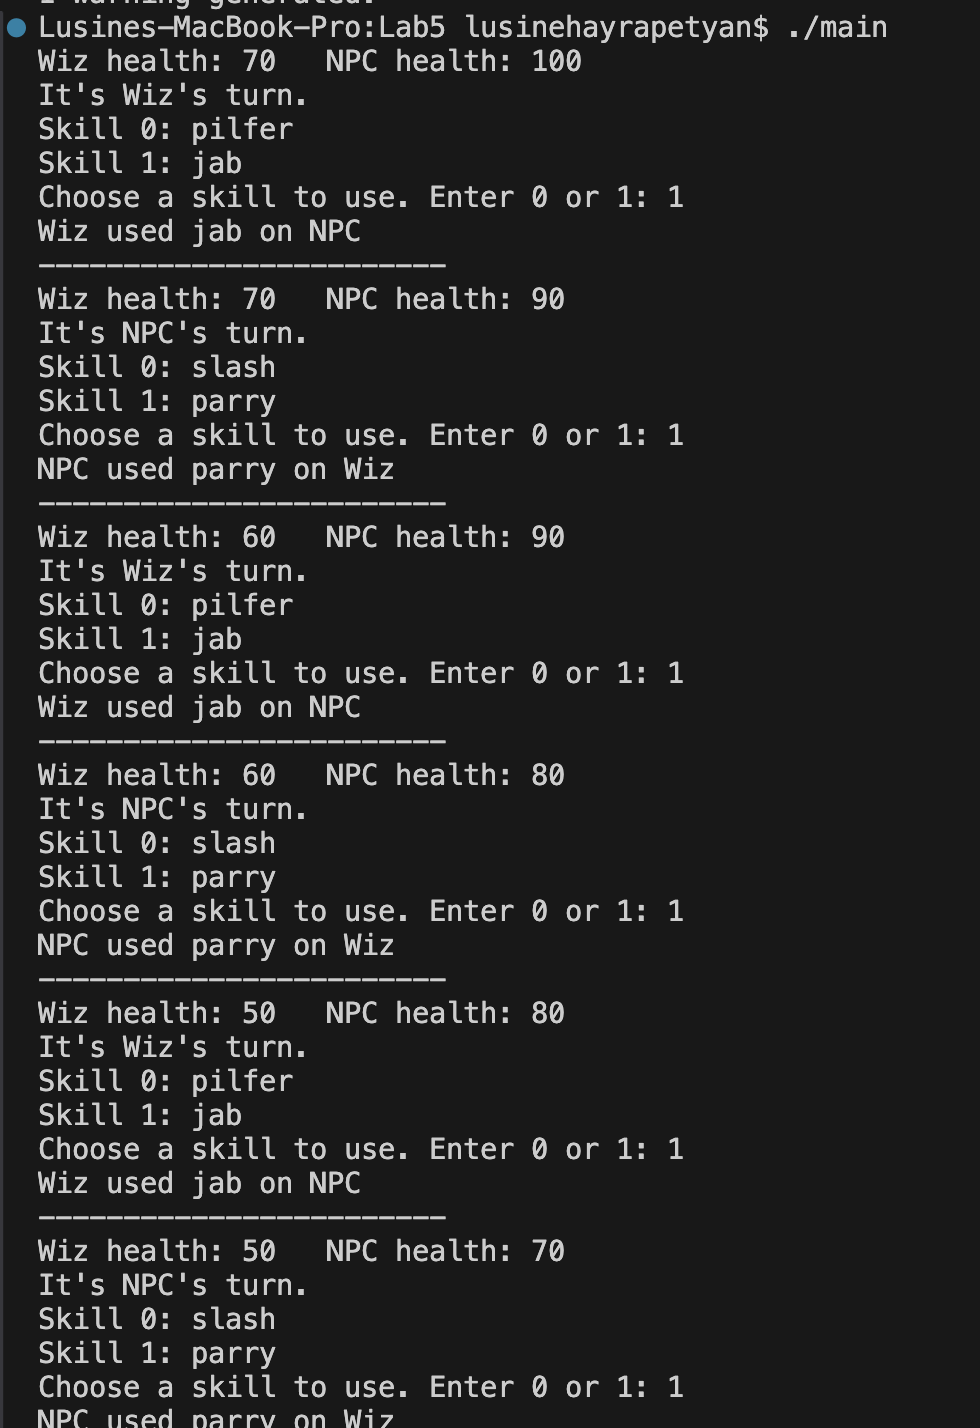 1 warning generated.
Lusines-MacBook-Pro:Lab5 lusinehayrapetyan$ ./main
Wiz health: 70   NPC health: 100
It's Wiz's turn.
Skill 0: pilfer
Skill 1: jab
Choose a skill to use. Enter 0 or 1: 1
Wiz used jab on NPC
------------------------
Wiz health: 70   NPC health: 90
It's NPC's turn.
Skill 0: slash
Skill 1: parry
Choose a skill to use. Enter 0 or 1: 1
NPC used parry on Wiz
------------------------
Wiz health: 60   NPC health: 90
It's Wiz's turn.
Skill 0: pilfer
Skill 1: jab
Choose a skill to use. Enter 0 or 1: 1
Wiz used jab on NPC
------------------------
Wiz health: 60   NPC health: 80
It's NPC's turn.
Skill 0: slash
Skill 1: parry
Choose a skill to use. Enter 0 or 1: 1
NPC used parry on Wiz
------------------------
Wiz health: 50   NPC health: 80
It's Wiz's turn.
Skill 0: pilfer
Skill 1: jab
Choose a skill to use. Enter 0 or 1: 1
Wiz used jab on NPC
------------------------
Wiz health: 50   NPC health: 70
It's NPC's turn.
Skill 0: slash
Skill 1: parry
Choose a skill to use. Enter 0 or 1: 1
NPC used parry on Wiz